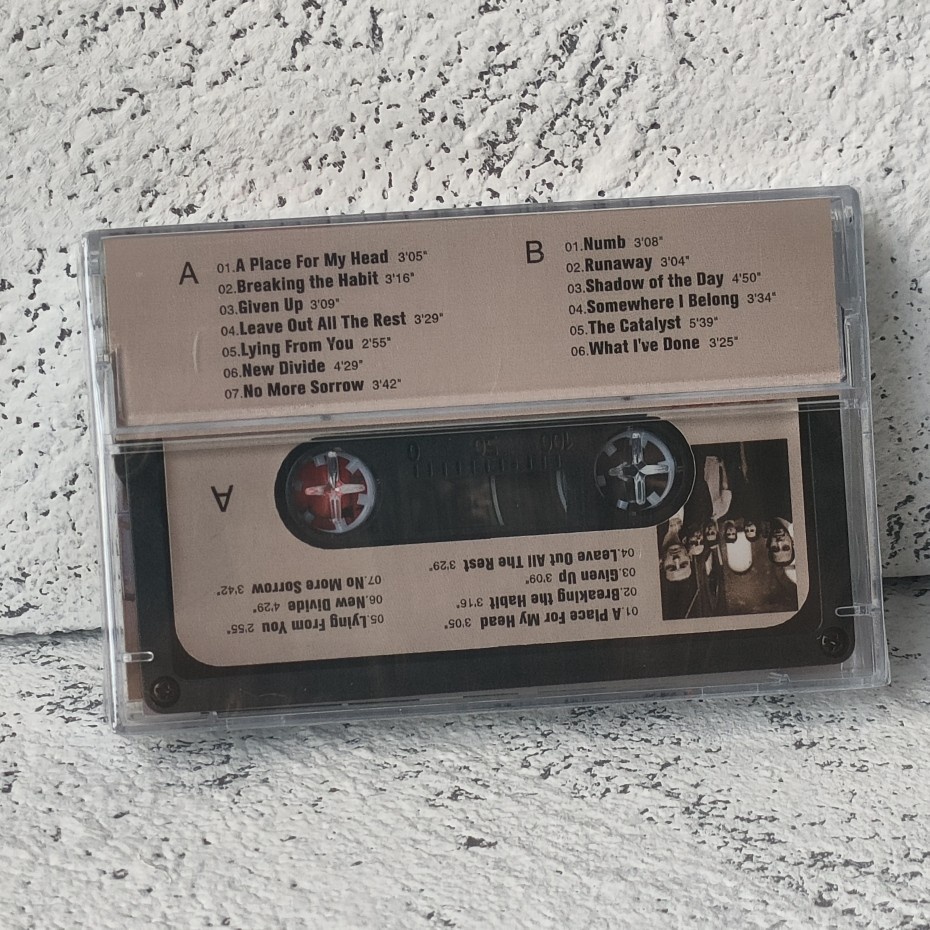 A
01.A Place For My Head 3'05"
02.Breaking the Habit 3'16"
03.Given Up 3'09"
04.Leave Out All The Rest 3'29"
05.Lying From You 2'55"
06.New Divide 4'29"
07.No More Sorrow 3'42"
B
01.Numb 3'08"
02.Runaway 3'04"
03.Shadow of the Day 4'50"
04.Somewhere I Belong 3'34"
05.The Catalyst 5'39"
06.What I've Done 3'25"
0 50 100
A
01.A Place For My Head 3'05"
02.Breaking the Habit 3'16"
03.Given Up 3'09"
04.Leave Out All The Rest 3'29"
05.Lying From You 2'55"
06.New Divide 4'29"
07.No More Sorrow 3'42"